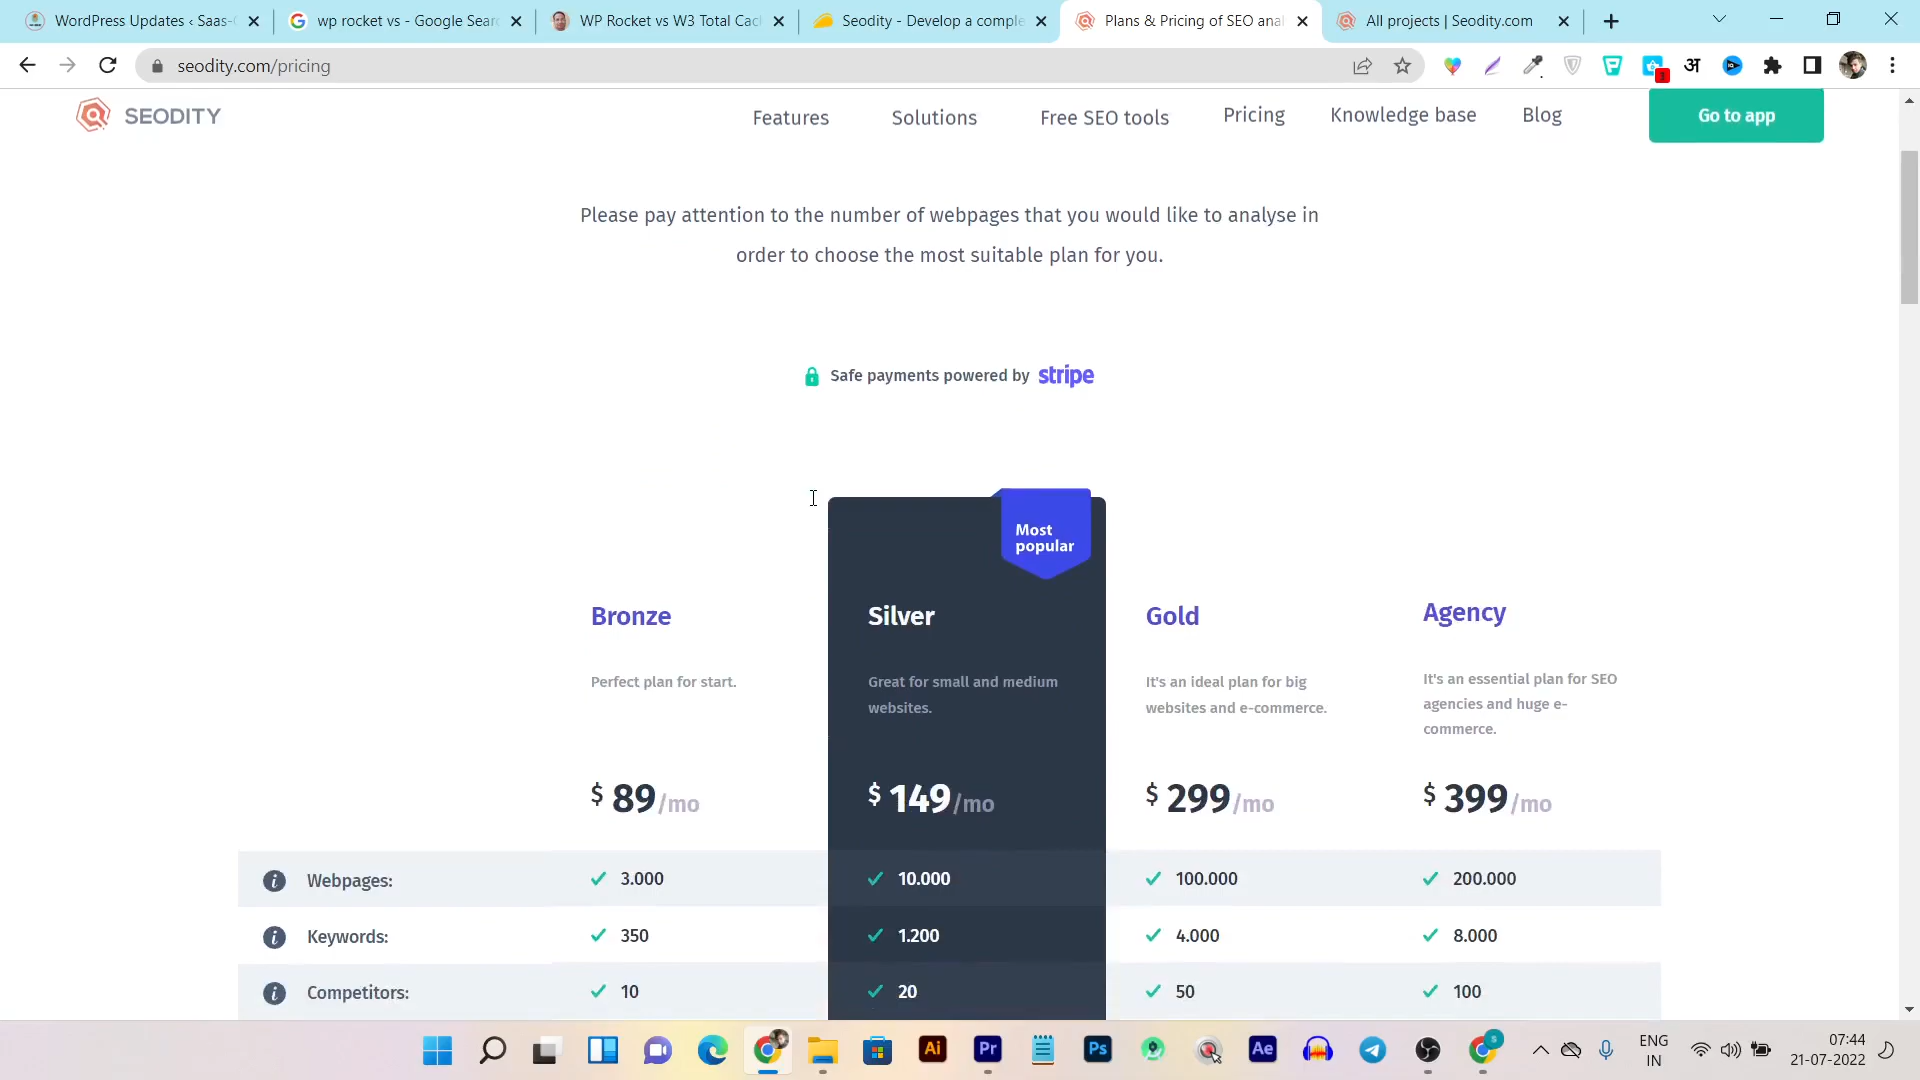 WordPress Updates ‹ Saas-
wp rocket vs - Google Sear
WP Rocket vs W3 Total Cac
Seodity - Develop a comple
Plans & Pricing of SEO ana
All projects | Seodity.com
seodity.com/pricing
1
अ
SEODITY
Features
Solutions
Free SEO tools
Pricing
Knowledge base
Blog
Go to app
Please pay attention to the number of webpages that you would like to analyse in
order to choose the most suitable plan for you.
Safe payments powered by stripe
Most
popular
Bronze
Silver
Gold
Agency
Perfect plan for start.
Great for small and medium
websites.
It's an ideal plan for big
websites and e-commerce.
It's an essential plan for SEO
agencies and huge e-
commerce.
$ 89/mo
$ 149/mo
$ 299/mo
$ 399/mo
Webpages:
3.000
10.000
100.000
200.000
Keywords:
350
1.200
4.000
8.000
Competitors:
10
20
50
100
Ai
Pr
Ps
Ae
S
ENG
IN
07:44
21-07-2022